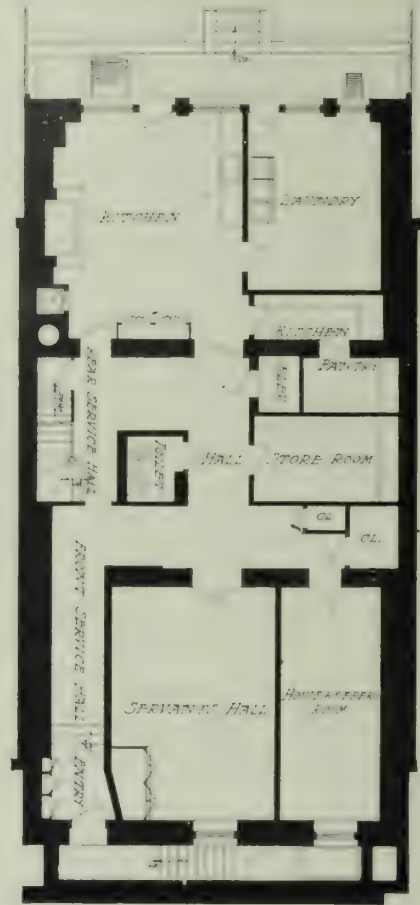 KITCHEN
LAUNDRY
KITCHEN
PANTRY
REAR SERVICE HALL
TOILET
HALL
STORE ROOM
CL.
CL.
FRONT SERVICE HALL & ENTRY
SERVANTS HALL
HOUSEKEEPER
ROOM